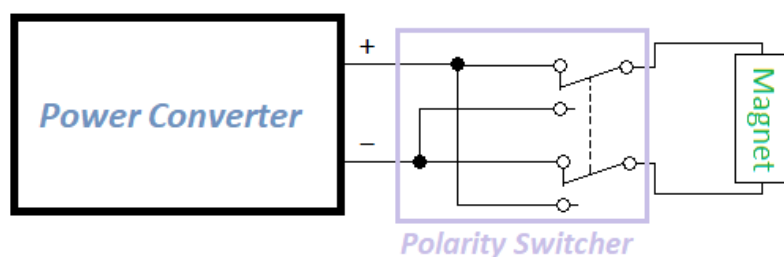 +
Power Converter
−
Magnet
Polarity Switcher